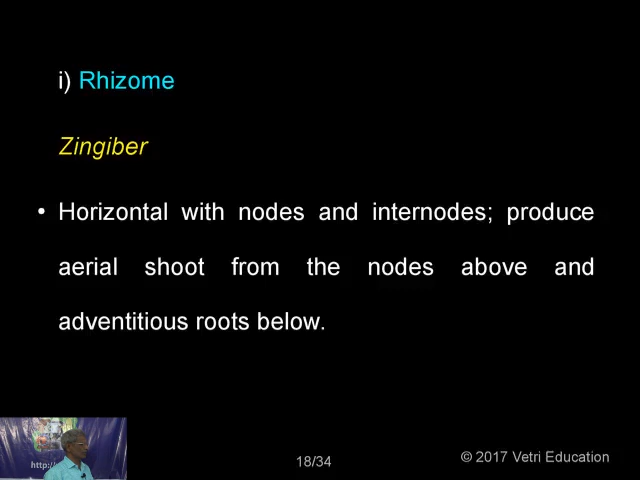 i) Rhizome
Zingiber
• Horizontal with nodes and internodes; produce
aerial shoot from the nodes above and
adventitious roots below.
http:/
18/34
© 2017 Vetri Education